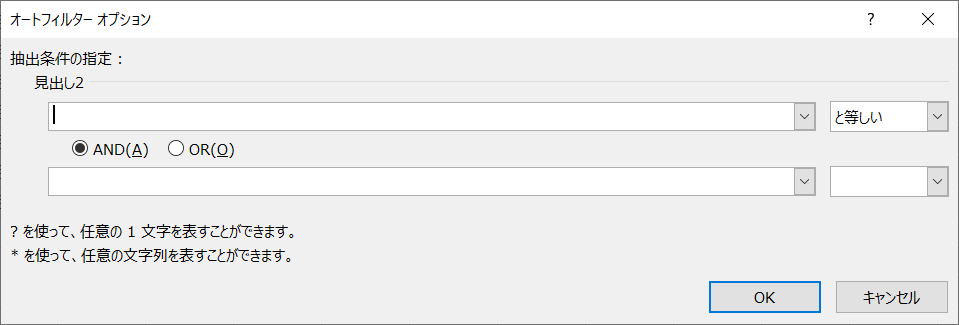 オートフィルター オプション
抽出条件の指定 :
見出し2
と等しい
AND(A) OR(O)
? を使って、任意の 1 文字を表すことができます。
* を使って、任意の文字列を表すことができます。
OK キャンセル